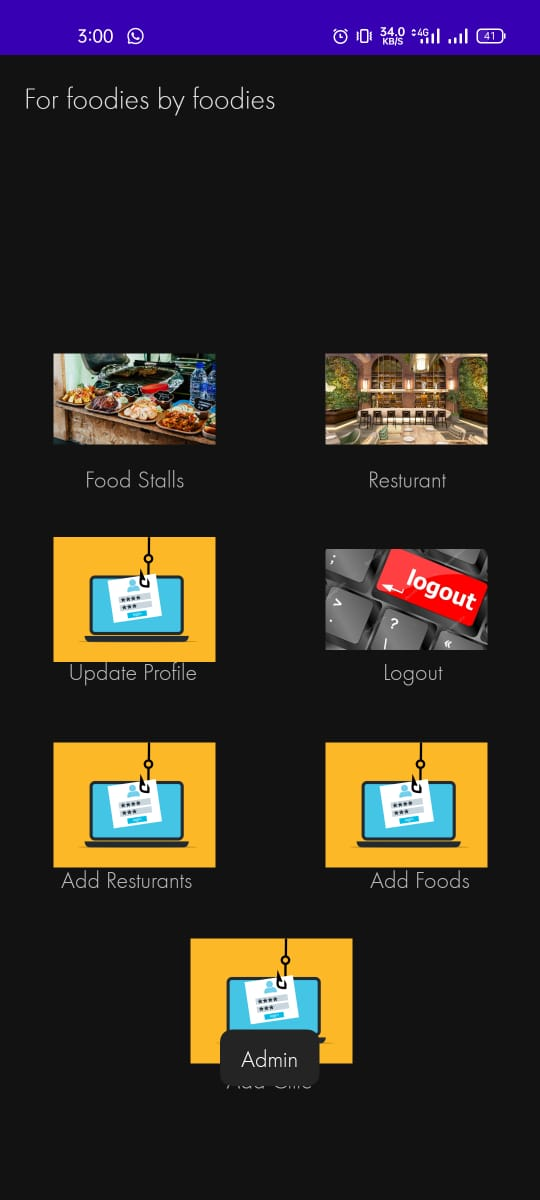 3:00
34.0
KB/S
4G
41
For foodies by foodies
Food Stalls
Resturant
logout
Update Profile
Logout
Add Resturants
Add Foods
Admin
Add